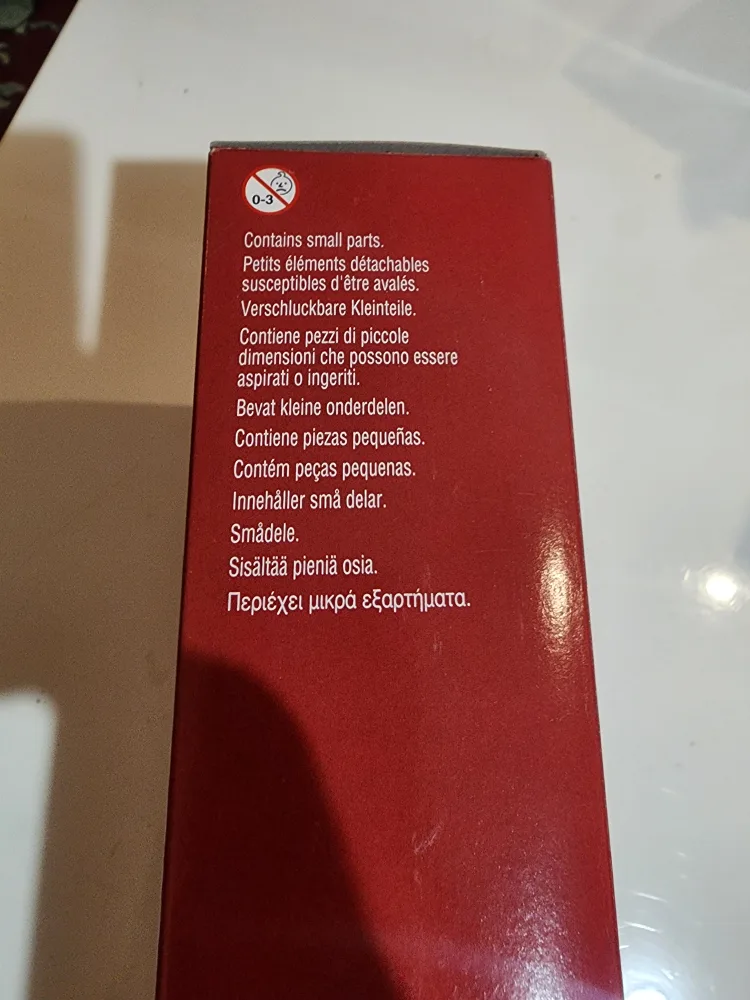 0-3
Contains small parts.
Petits éléments détachables
susceptibles d'être avalés.
Verschluckbare Kleinteile.
Contiene pezzi di piccole
dimensioni che possono essere
aspirati o ingeriti.
Bevat kleine onderdelen.
Contiene piezas pequeñas.
Contém peças pequenas.
Innehåller små delar.
Smådele.
Sisältää pieniä osia.
Περιέχει μικρά εξαρτήματα.